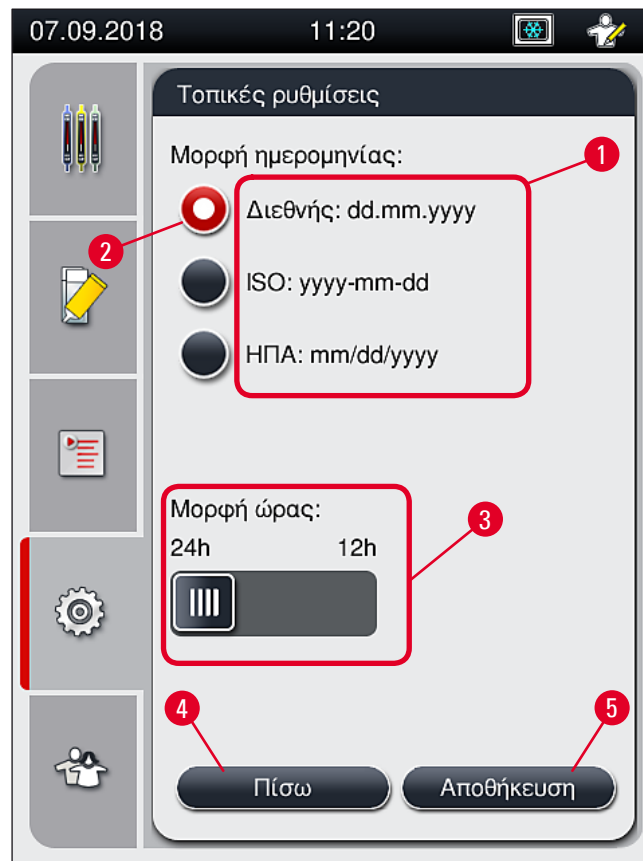 07.09.2018 11:20
Τοπικές ρυθμίσεις
Μορφή ημερομηνίας:
1
Διεθνής: dd.mm.yyyy
2
ISO: yyyy-mm-dd
ΗΠΑ: mm/dd/yyyy
Μορφή ώρας:
3
24h 12h
4 5
Πίσω Αποθήκευση